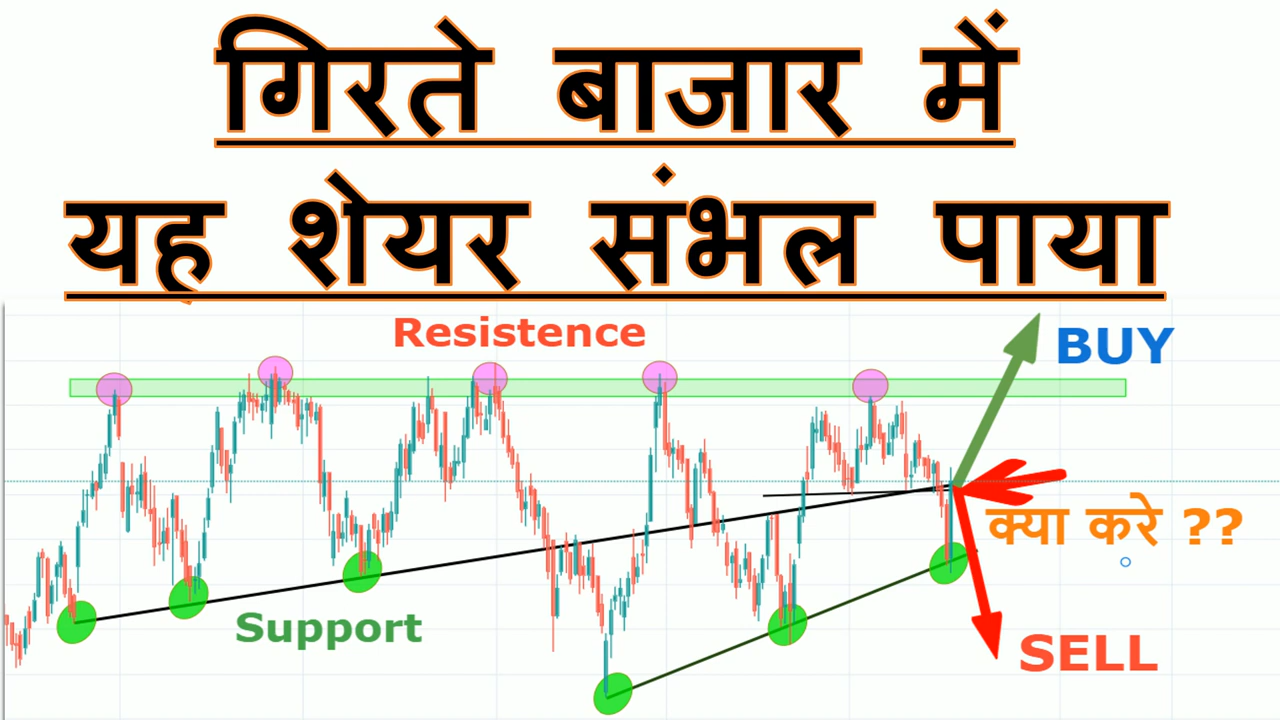 गिरते बाजार में
यह शेयर संभल पाया
Resistence
BUY
क्या करे ??
Support
SELL